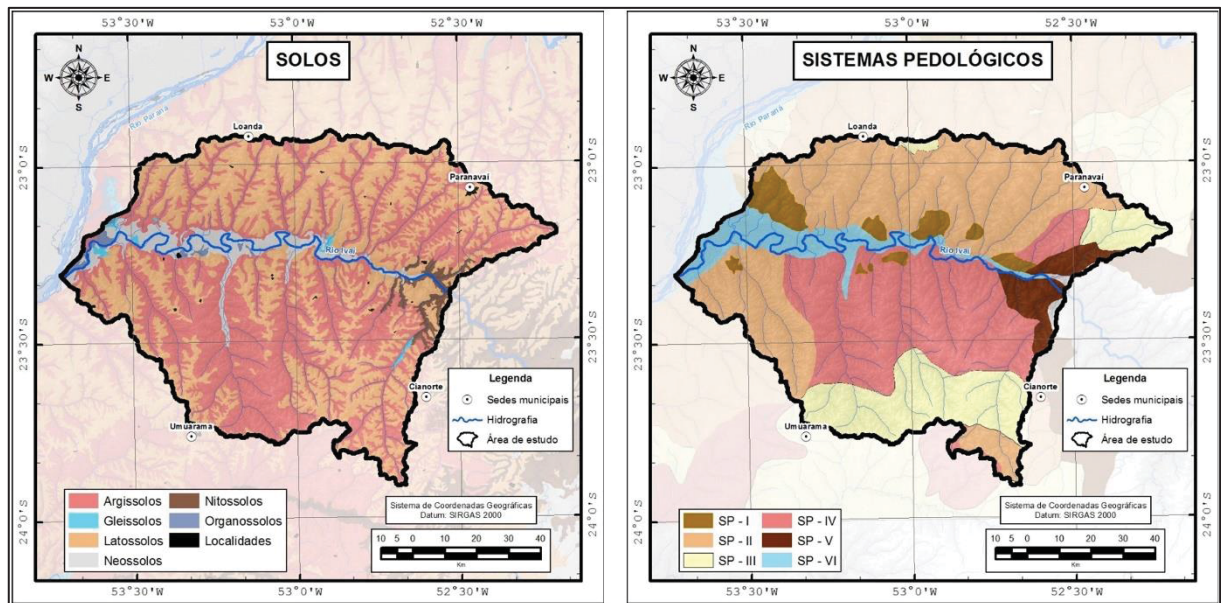 53°30'W
53°0'W
52°30'W
SOLOS
N
W
E
S
Rio Paraná
Loanda
Paranavaí
23°0'S
23°0'S
Rio Ivaí
23°30'S
23°30'S
Cianorte
Umuarama
Legenda
Sedes municipais
Hidrografia
Área de estudo
24°0'S
24°0'S
Argissolos
Gleissolos
Latossolos
Neossolos
Nitossolos
Organossolos
Localidades
Sistema de Coordenadas Geográficas
Datum: SIRGAS 2000
10 5 0 10 20 30 40
Km
53°30'W
53°0'W
52°30'W
53°30'W
53°0'W
52°30'W
SISTEMAS PEDOLÓGICOS
N
W
E
S
Rio Paraná
Loanda
Paranavaí
23°0'S
23°0'S
Rio Ivaí
23°30'S
23°30'S
Cianorte
Umuarama
Legenda
Sedes municipais
Hidrografia
Área de estudo
24°0'S
24°0'S
SP - I
SP - II
SP - III
SP - IV
SP - V
SP - VI
Sistema de Coordenadas Geográficas
Datum: SIRGAS 2000
10 5 0 10 20 30 40
Km
53°30'W
53°0'W
52°30'W